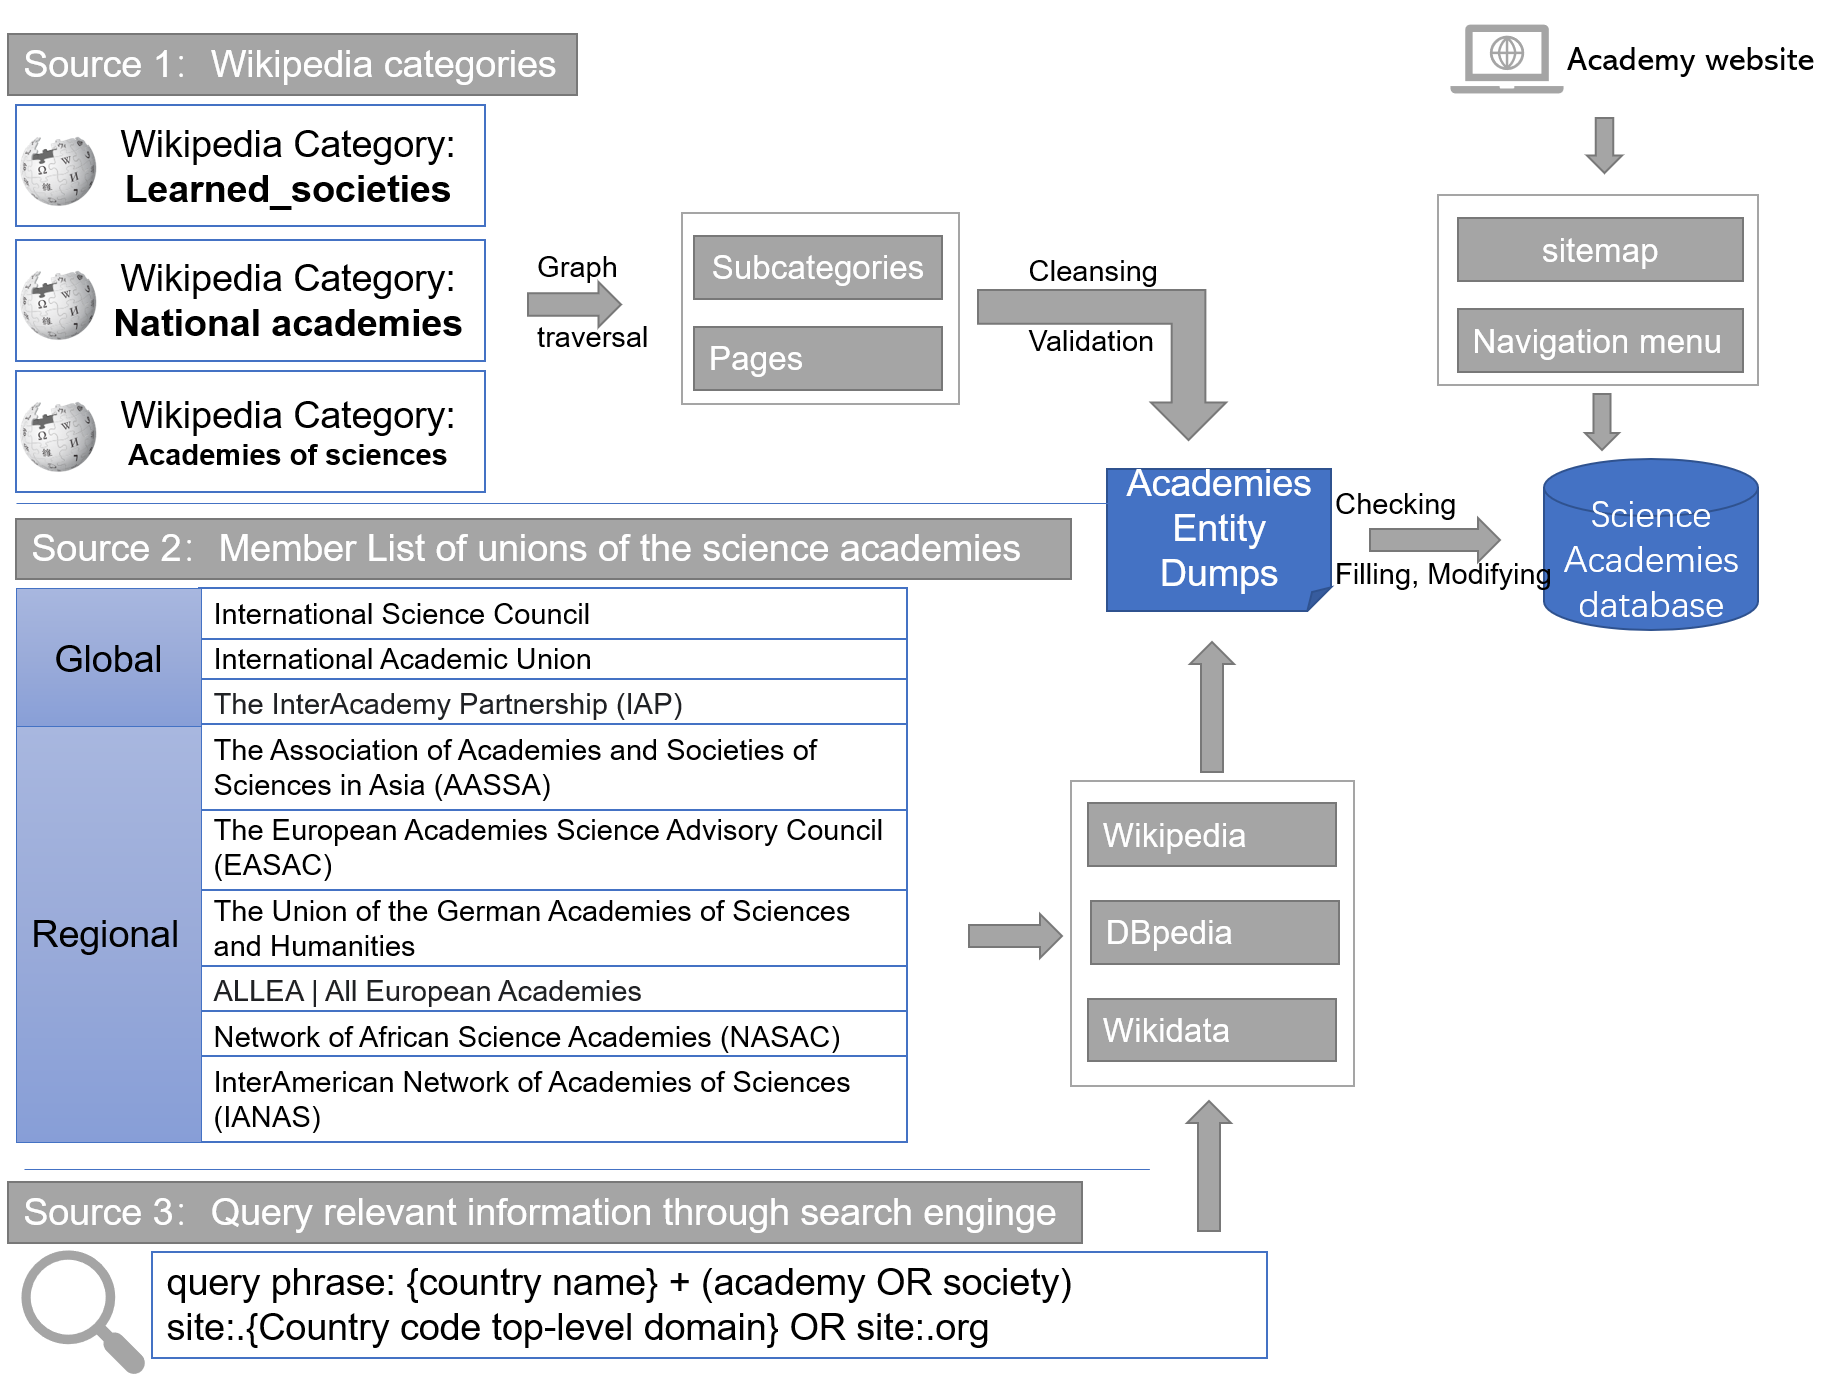 Source 1: Wikipedia categories
Wikipedia Category:
Learned_societies
Wikipedia Category:
National academies
Wikipedia Category:
Academies of sciences
Graph
traversal
Subcategories
Pages
Cleansing
Validation
Academy website
sitemap
Navigation menu
Academies
Entity
Dumps
Checking
Filling, Modifying
Science
Academies
database
Source 2: Member List of unions of the science academies
Global
International Science Council
International Academic Union
The InterAcademy Partnership (IAP)
Regional
The Association of Academies and Societies of
Sciences in Asia (AASSA)
The European Academies Science Advisory Council
(EASAC)
The Union of the German Academies of Sciences
and Humanities
ALLEA | All European Academies
Network of African Science Academies (NASAC)
InterAmerican Network of Academies of Sciences
(IANAS)
Wikipedia
DBpedia
Wikidata
Source 3: Query relevant information through search enginge
query phrase: {country name} + (academy OR society)
site:.{Country code top-level domain} OR site:.org